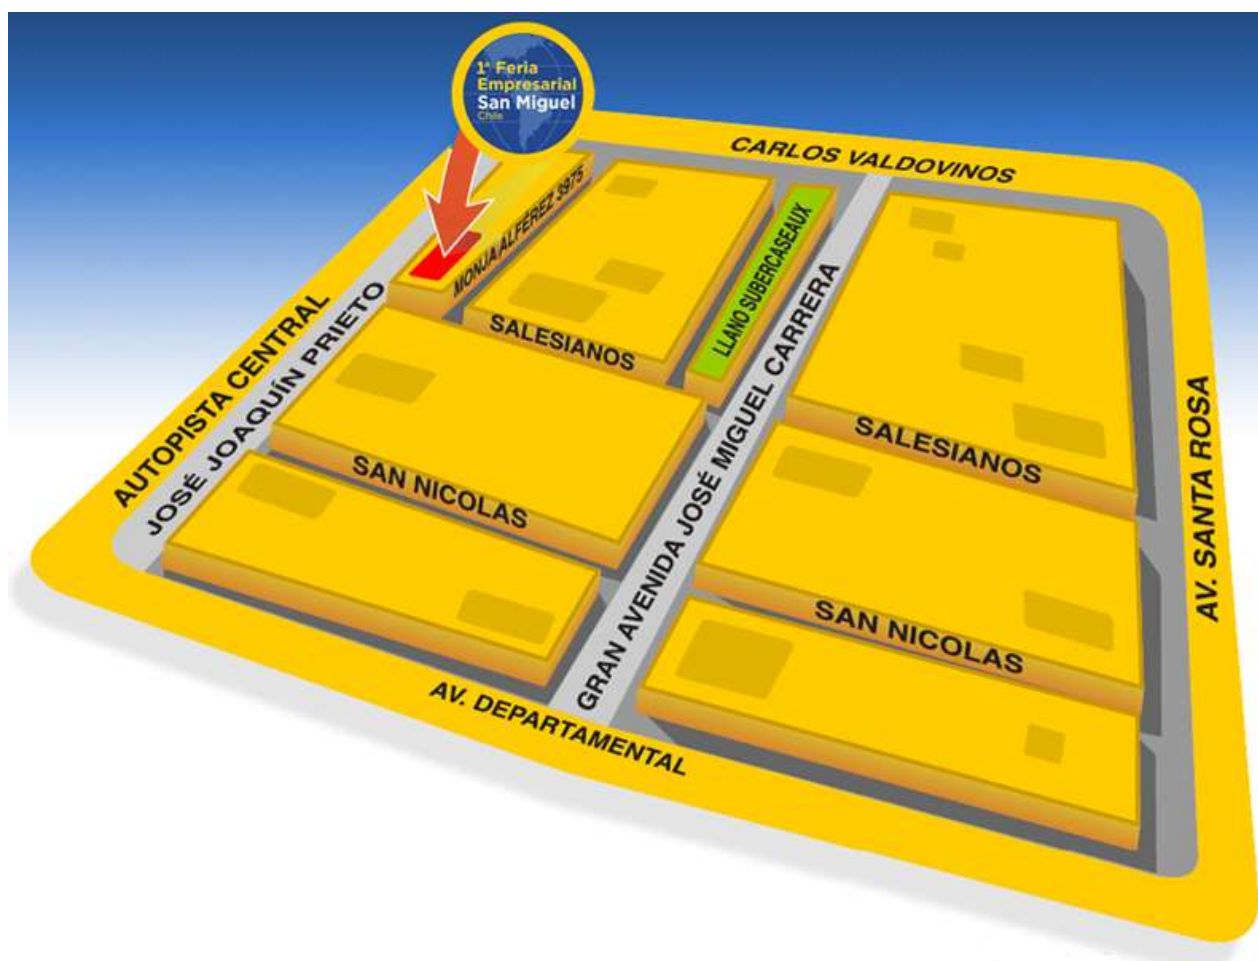 1ª Feria
Empresarial
San Miguel
Chile
CARLOS VALDOVINOS
MONJA ALFÉREZ 3975
LLANO SUBERCASEAUX
AUTOPISTA CENTRAL
JOSÉ JOAQUÍN PRIETO
SALESIANOS
GRAN AVENIDA JOSÉ MIGUEL CARRERA
SALESIANOS
AV. SANTA ROSA
SAN NICOLAS
SAN NICOLAS
AV. DEPARTAMENTAL